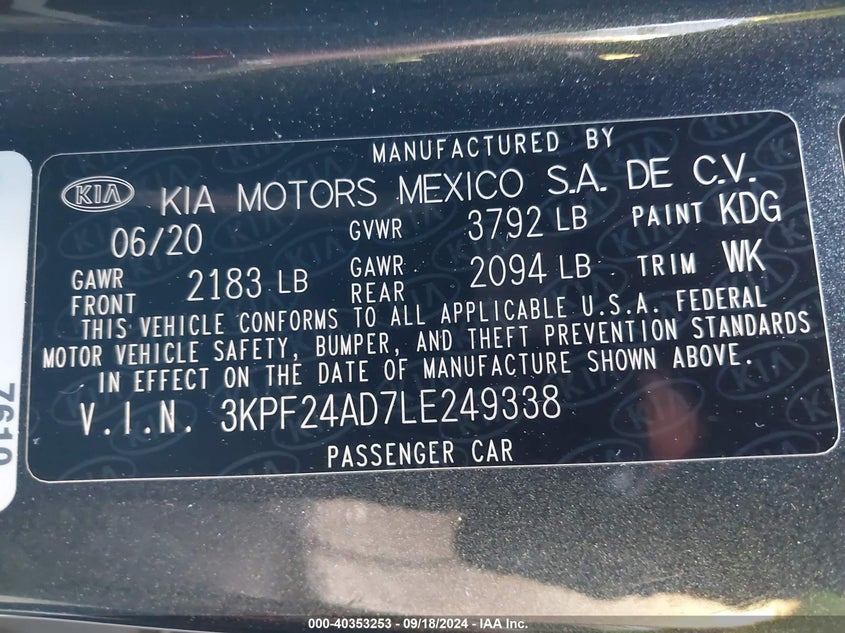 MANUFACTURED BY
KIA KIA MOTORS MEXICO S.A. DE C.V.
06/20 GVWR 3792 LB PAINT KDG
GAWR FRONT 2183 LB GAWR REAR 2094 LB TRIM WK
THIS VEHICLE CONFORMS TO ALL APPLICABLE U.S.A. FEDERAL
MOTOR VEHICLE SAFETY, BUMPER, AND THEFT PREVENTION STANDARDS
IN EFFECT ON THE DATE OF MANUFACTURE SHOWN ABOVE.
V.I.N. 3KPF24AD7LE249338
PASSENGER CAR
000-40353253 - 09/18/2024 - IAA Inc.